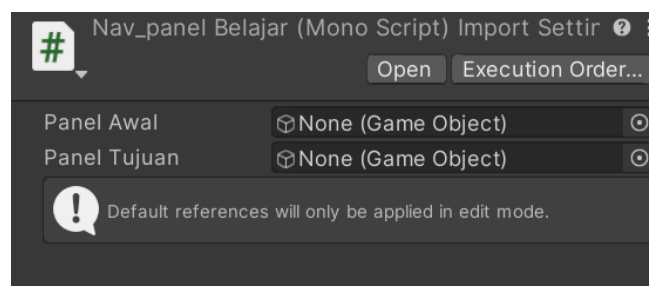 Nav_panel Belajar (Mono Script) Import Settir
Open Execution Order...
Panel Awal None (Game Object)
Panel Tujuan None (Game Object)
Default references will only be applied in edit mode.